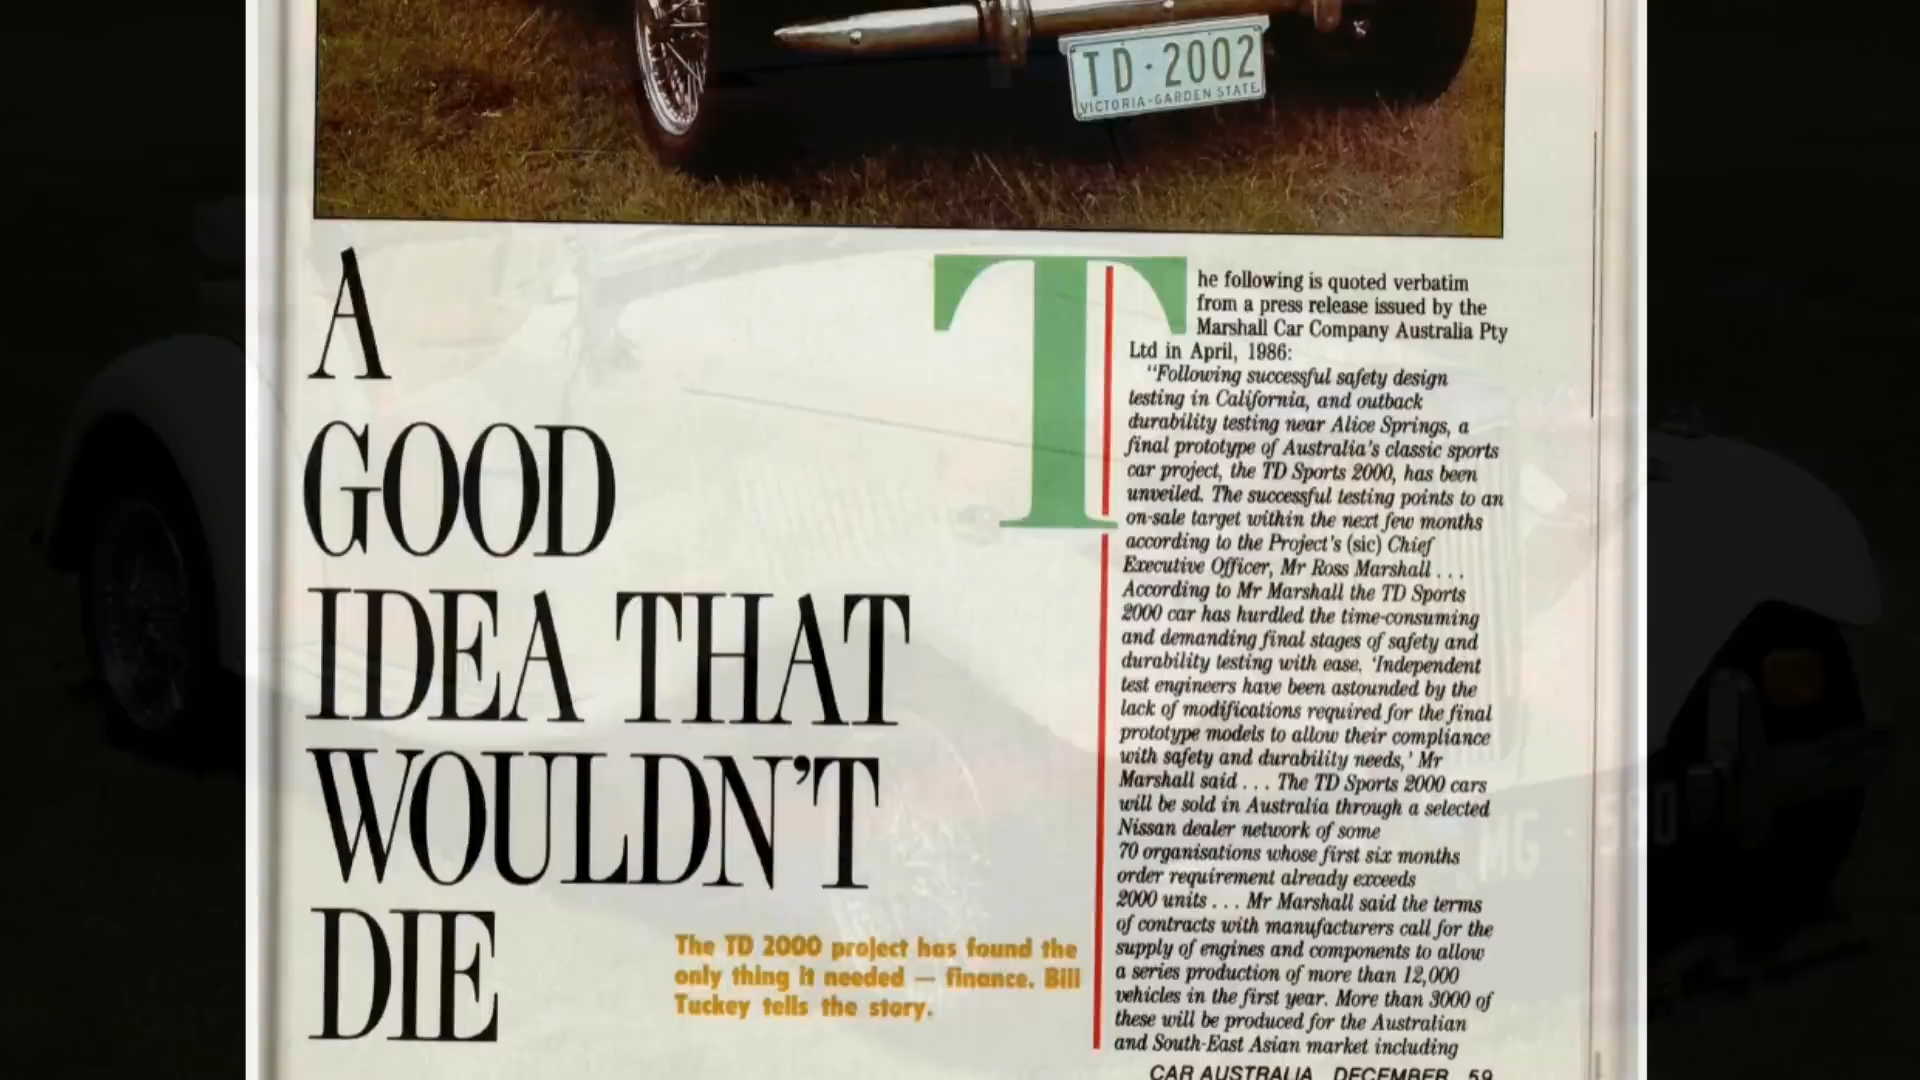 TD·2002
VICTORIA-GARDEN STATE
A
GOOD
IDEA THAT
WOULDN'T
DIE
The TD 2000 project has found the
only thing it needed — finance. Bill
Tuckey tells the story.
The following is quoted verbatim
from a press release issued by the
Marshall Car Company Australia Pty
Ltd in April, 1986:
"Following successful safety design
testing in California, and outback
durability testing near Alice Springs, a
final prototype of Australia's classic sports
car project, the TD Sports 2000, has been
unveiled. The successful testing points to an
on-sale target within the next few months
according to the Project's (sic) Chief
Executive Officer, Mr Ross Marshall . . .
According to Mr Marshall the TD Sports
2000 car has hurdled the time-consuming
and demanding final stages of safety and
durability testing with ease. 'Independent
test engineers have been astounded by the
lack of modifications required for the final
prototype models to allow their compliance
with safety and durability needs,' Mr
Marshall said . . . The TD Sports 2000 cars
will be sold in Australia through a selected
Nissan dealer network of some
70 organisations whose first six months
order requirement already exceeds
2000 units . . . Mr Marshall said the terms
of contracts with manufacturers call for the
supply of engines and components to allow
a series production of more than 12,000
vehicles in the first year. More than 3000 of
these will be produced for the Australian
and South-East Asian market including
CAR AUSTRALIA DECEMBER 59
MG